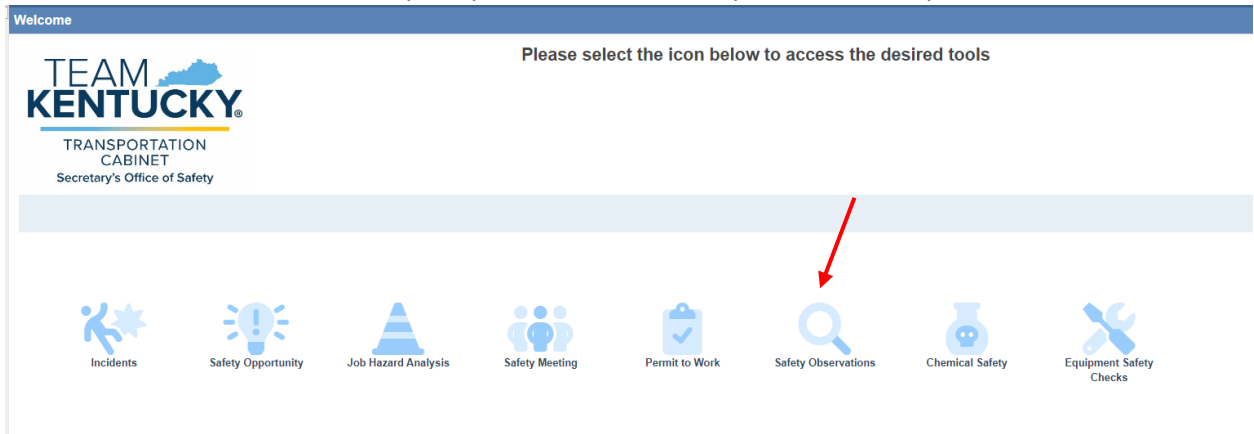 Welcome
Please select the icon below to access the desired tools
TEAM
KENTUCKY®
TRANSPORTATION
CABINET
Secretary's Office of Safety
Incidents
Safety Opportunity
Job Hazard Analysis
Safety Meeting
Permit to Work
Safety Observations
Chemical Safety
Equipment Safety
Checks